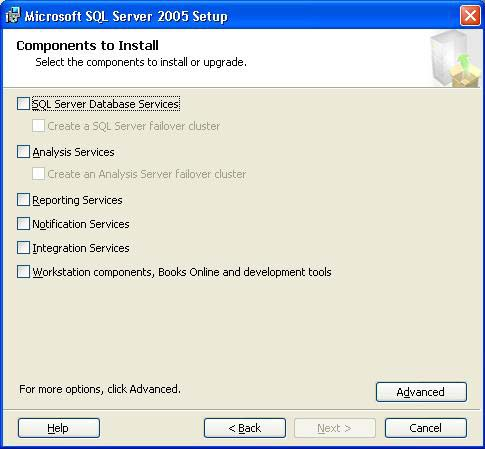 Microsoft SQL Server 2005 Setup
Components to Install
Select the components to install or upgrade.
SQL Server Database Services
Create a SQL Server failover cluster
Analysis Services
Create an Analysis Server failover cluster
Reporting Services
Notification Services
Integration Services
Workstation components, Books Online and development tools
For more options, click Advanced.
Advanced
Help
< Back
Next >
Cancel